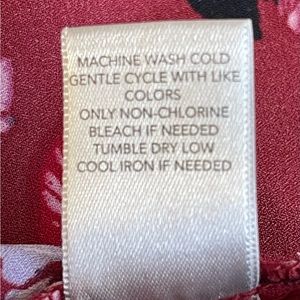 MACHINE WASH COLD
GENTLE CYCLE WITH LIKE
COLORS
ONLY NON-CHLORINE
BLEACH IF NEEDED
TUMBLE DRY LOW
COOL IRON IF NEEDED